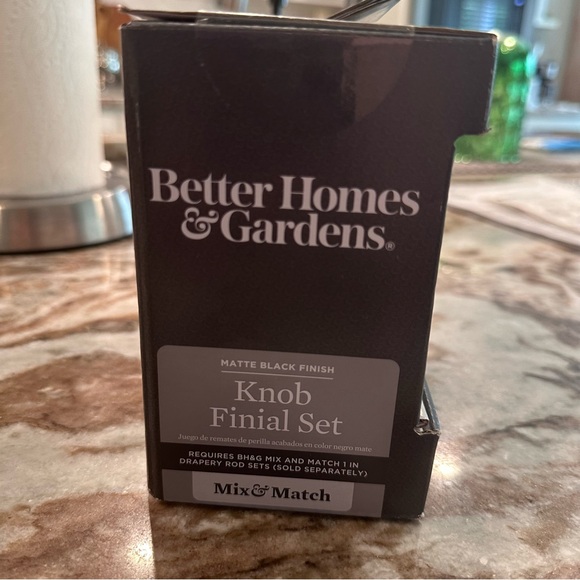 Better Homes
& Gardens®
MATTE BLACK FINISH
Knob
Finial Set
Juego de remates de perilla acabados en color negro mate
REQUIRES BH&G MIX AND MATCH 1 IN
DRAPERY ROD SETS (SOLD SEPARATELY)
Mix & Match